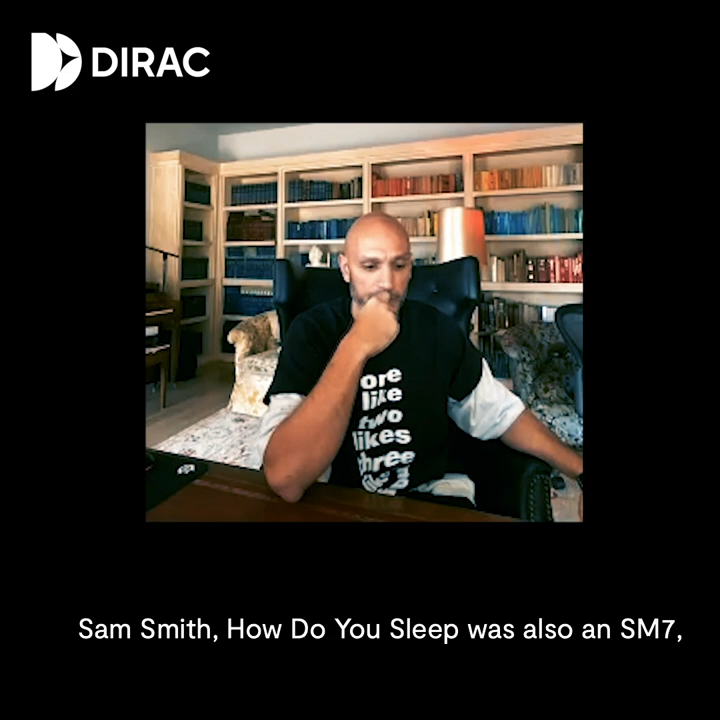 DIRAC
ore
like
two
likes
three
Sam Smith, How Do You Sleep was also an SM7,